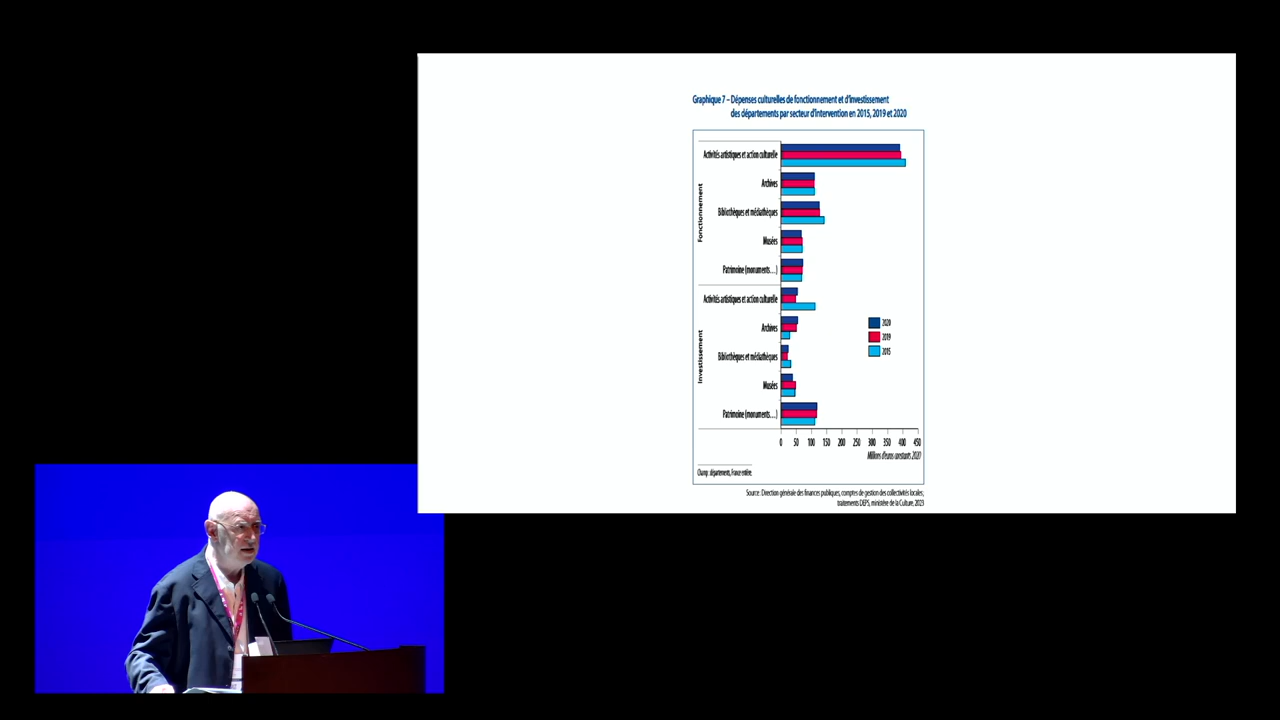 Graphique 7 – Dépenses culturelles de fonctionnement et d'investissement
des départements par secteur d'intervention en 2015, 2019 et 2020
Fonctionnement
Activités artistiques et action culturelle
Archives
Bibliothèques et médiathèques
Musées
Patrimoine (monuments…)
Investissement
Activités artistiques et action culturelle
Archives
Bibliothèques et médiathèques
Musées
Patrimoine (monuments…)
2020
2019
2015
0 50 100 150 200 250 300 350 400 450
Millions d'euros constants 2020
Champ : départements, France entière.
Source : Direction générale des finances publiques, comptes de gestion des collectivités locales;
traitements DEPS, ministère de la Culture, 2023